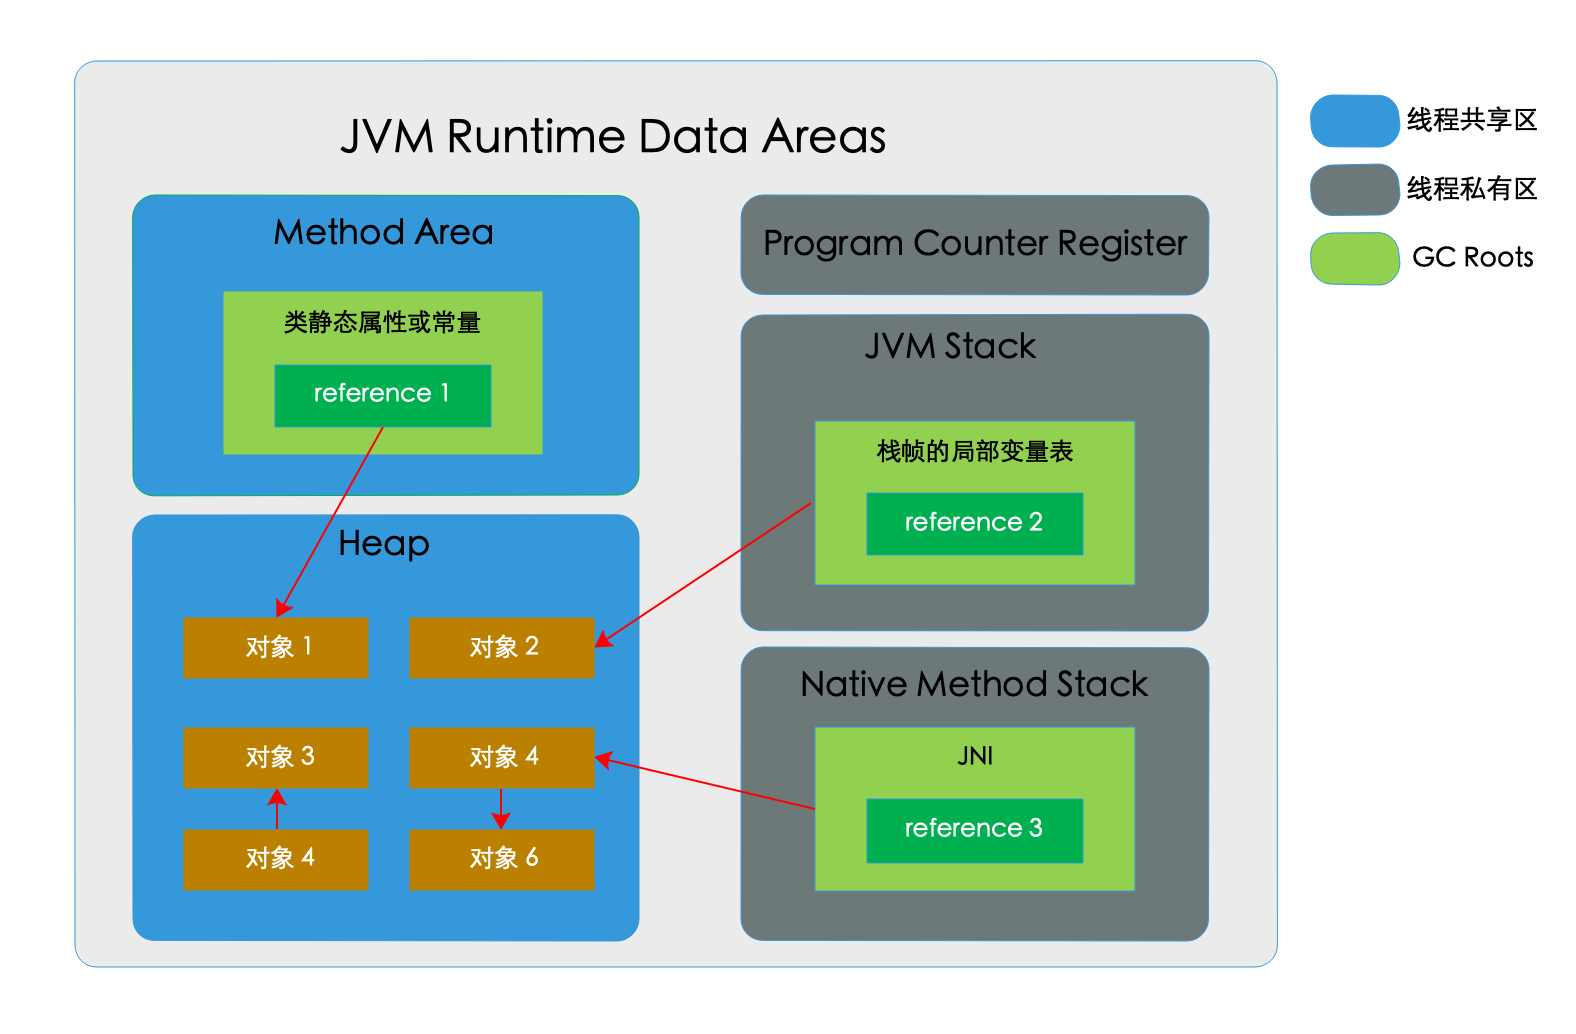 JVM Runtime Data Areas
线程共享区
线程私有区
GC Roots
Method Area
类静态属性或常量
reference 1
Program Counter Register
JVM Stack
栈帧的局部变量表
reference 2
Heap
对象 1
对象 2
对象 3
对象 4
对象 4
对象 6
Native Method Stack
JNI
reference 3